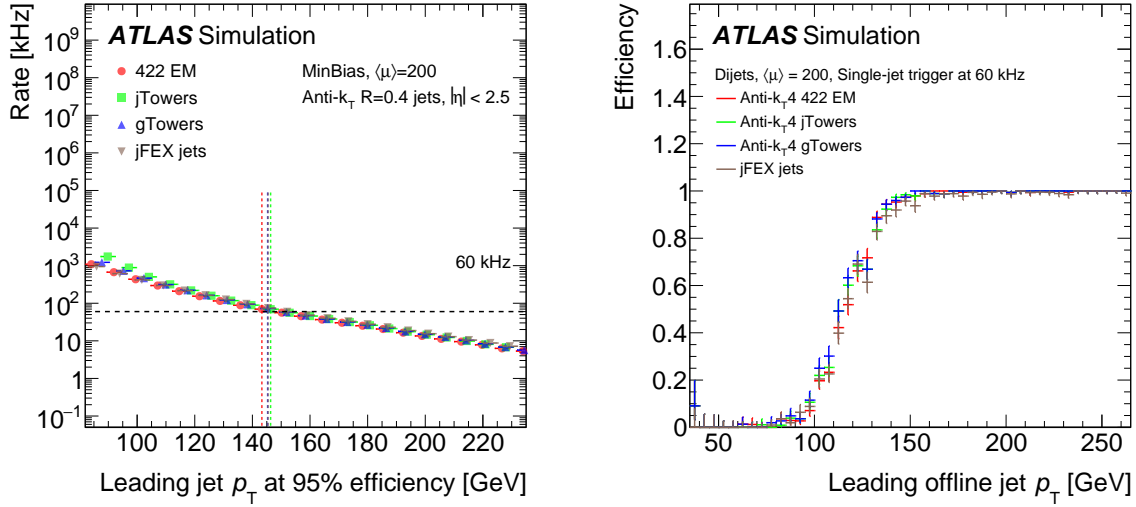 Rate [kHz]
10⁹
10⁸
10⁷
10⁶
10⁵
10⁴
10³
10²
10
1
10⁻¹
ATLAS Simulation
422 EM
jTowers
gTowers
jFEX jets
MinBias, ⟨μ⟩=200
Anti-k_T R=0.4 jets, |η| < 2.5
60 kHz
100 120 140 160 180 200 220
Leading jet p_T at 95% efficiency [GeV]
Efficiency
1.6
1.4
1.2
1
0.8
0.6
0.4
0.2
0
ATLAS Simulation
Dijets, ⟨μ⟩ = 200, Single-jet trigger at 60 kHz
Anti-k_T4 422 EM
Anti-k_T4 jTowers
Anti-k_T4 gTowers
jFEX jets
50 100 150 200 250
Leading offline jet p_T [GeV]